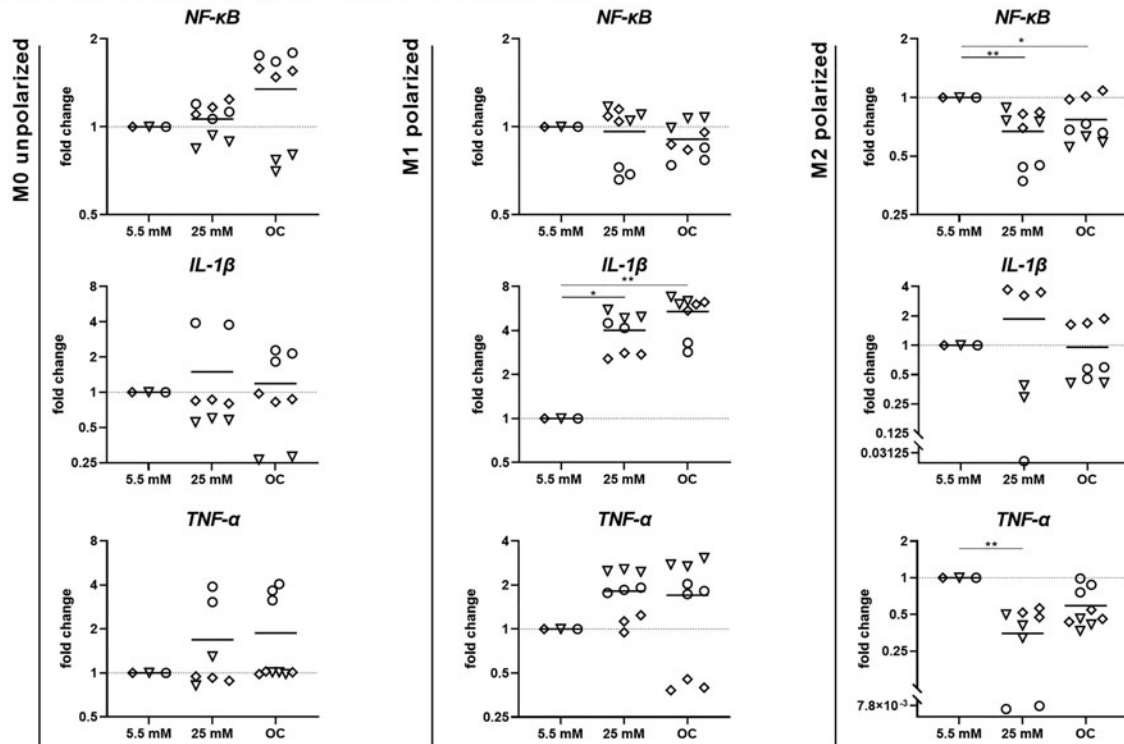 M0 unpolarized
NF-κB
fold change
2
1
0.5
5.5 mM 25 mM OC
IL-1β
fold change
8
4
2
1
0.5
0.25
5.5 mM 25 mM OC
TNF-α
fold change
8
4
2
1
0.5
5.5 mM 25 mM OC
M1 polarized
NF-κB
fold change
2
1
0.5
5.5 mM 25 mM OC
IL-1β
**
*
fold change
8
4
2
1
0.5
5.5 mM 25 mM OC
TNF-α
fold change
4
2
1
0.5
0.25
5.5 mM 25 mM OC
M2 polarized
NF-κB
*
**
fold change
2
1
0.5
0.25
5.5 mM 25 mM OC
IL-1β
fold change
4
2
1
0.5
0.25
0.125
0.03125
5.5 mM 25 mM OC
TNF-α
**
fold change
2
1
0.5
0.25
7.8×10⁻³
5.5 mM 25 mM OC